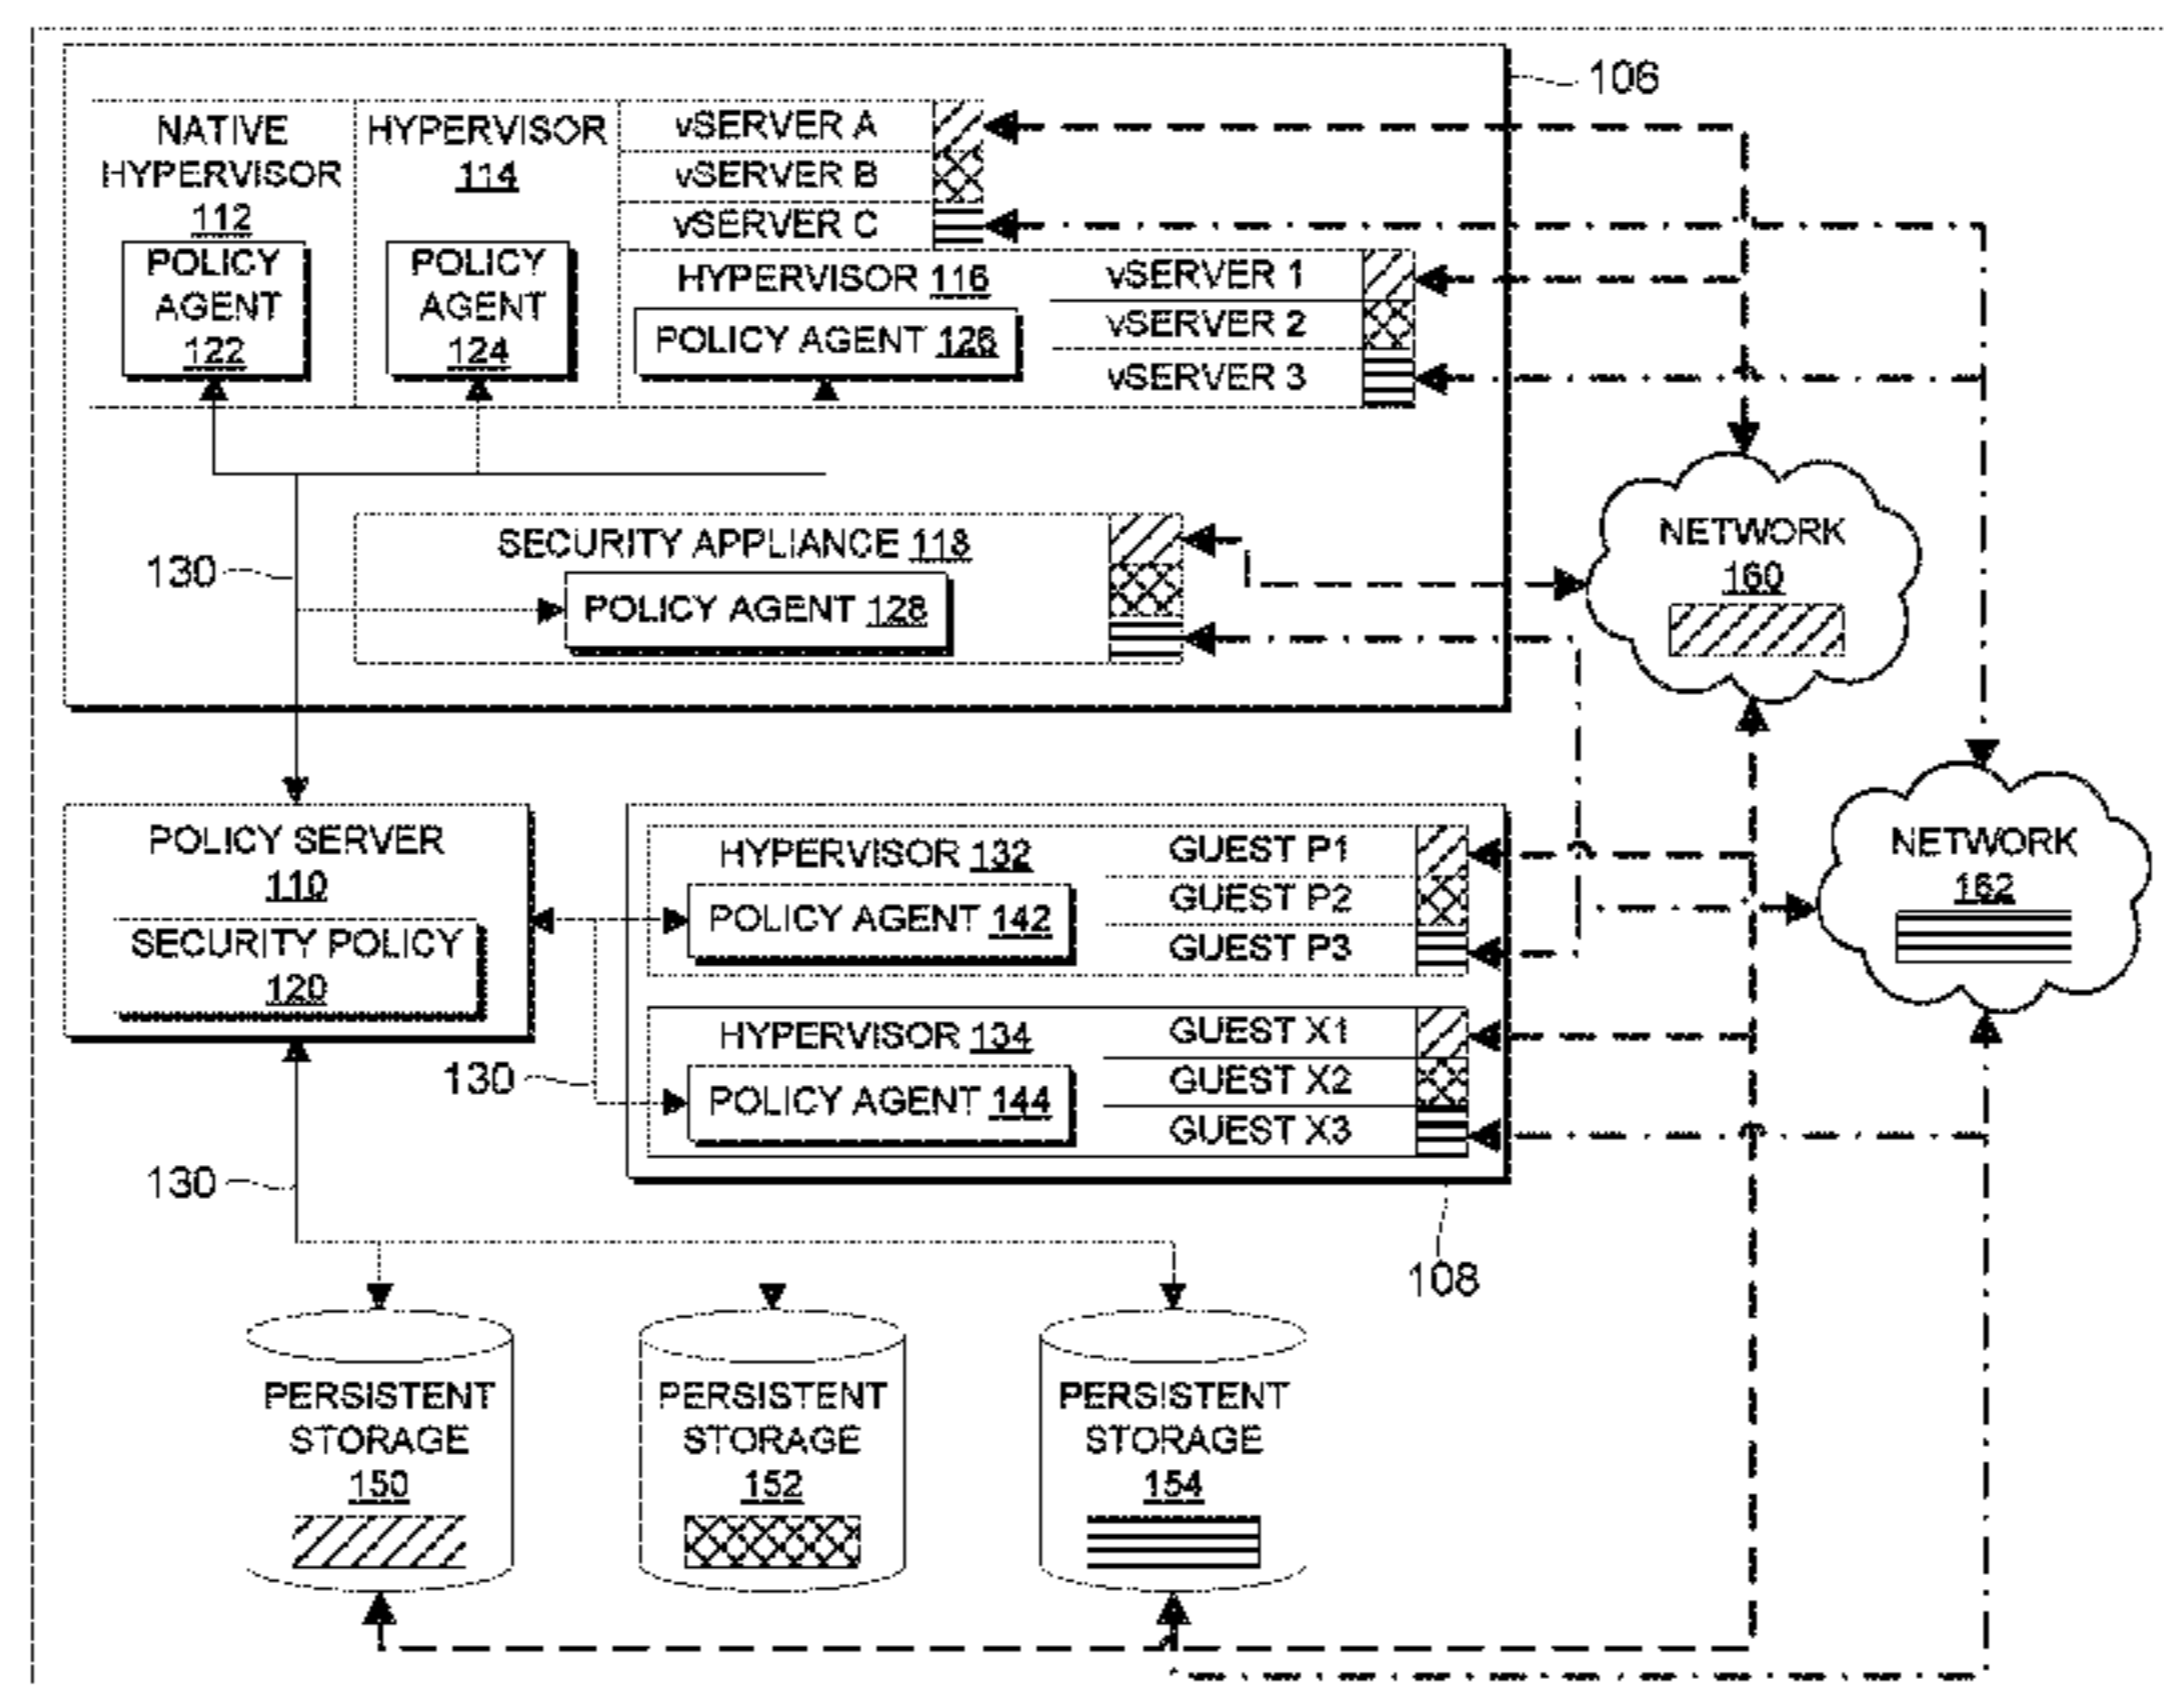 106
NATIVE
HYPERVISOR
112
POLICY
AGENT
122
HYPERVISOR
114
POLICY
AGENT
124
vSERVER A
vSERVER B
vSERVER C
HYPERVISOR 116
POLICY AGENT 126
vSERVER 1
vSERVER 2
vSERVER 3
SECURITY APPLIANCE 118
POLICY AGENT 128
130
NETWORK
160
POLICY SERVER
110
SECURITY POLICY
120
HYPERVISOR 132
POLICY AGENT 142
GUEST P1
GUEST P2
GUEST P3
NETWORK
162
HYPERVISOR 134
POLICY AGENT 144
GUEST X1
GUEST X2
GUEST X3
130
130
108
PERSISTENT
STORAGE
150
PERSISTENT
STORAGE
152
PERSISTENT
STORAGE
154